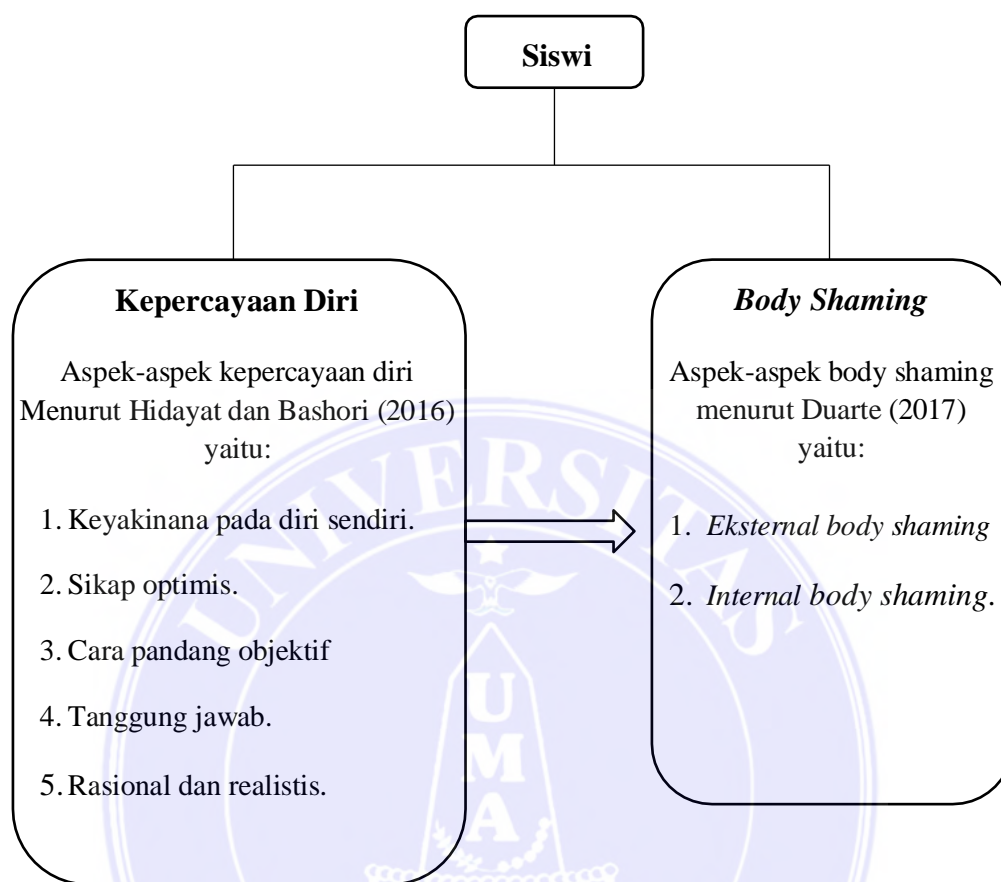 Siswi
Kepercayaan Diri
Aspek-aspek kepercayaan diri
Menurut Hidayat dan Bashori (2016)
yaitu:
1. Keyakinana pada diri sendiri.
2. Sikap optimis.
3. Cara pandang objektif
4. Tanggung jawab.
5. Rasional dan realistis.
Body Shaming
Aspek-aspek body shaming
menurut Duarte (2017)
yaitu:
1. Eksternal body shaming
2. Internal body shaming.
UNIVERSITAS
UMA